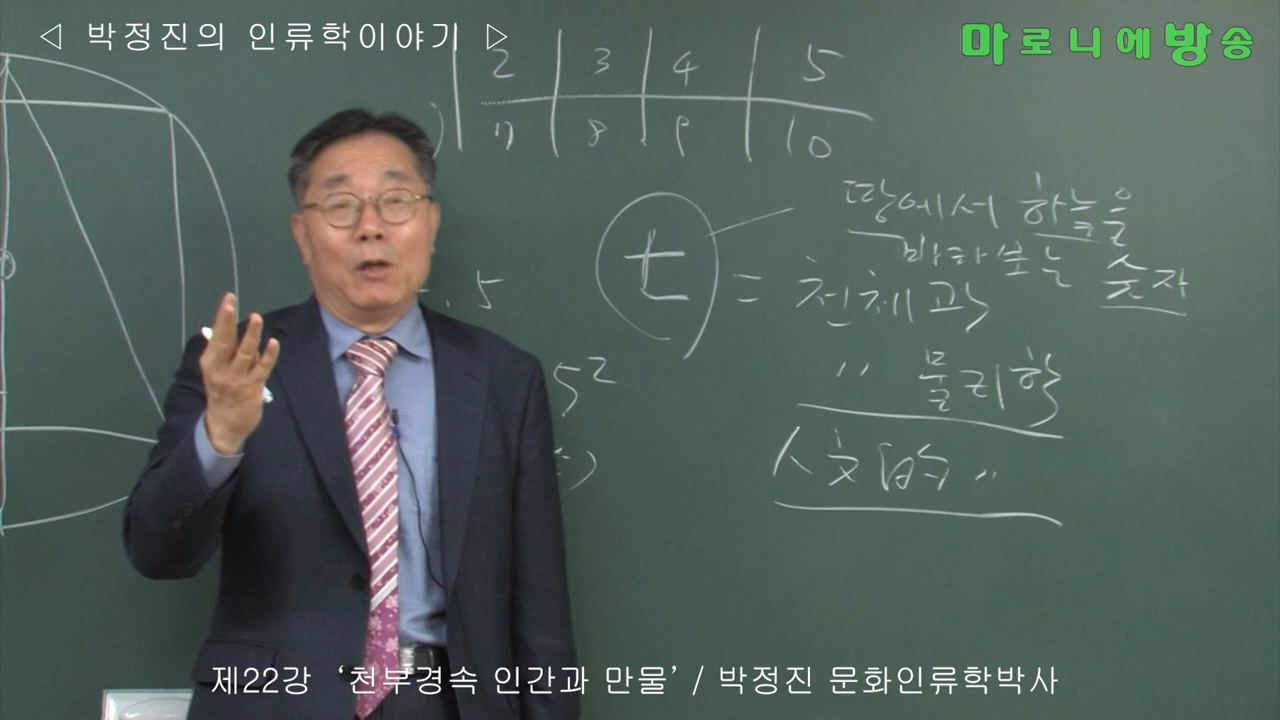 ◁ 박정진의 인류학이야기 ▷
마로니에방송
2 3 4 5
7 8 9 10
땅에서 하늘을
바라보는 숫자
七 = 천체과
.5
〃 물리학
5²
人文的 〃
제22강 ‘천부경속 인간과 만물’ / 박정진 문화인류학박사